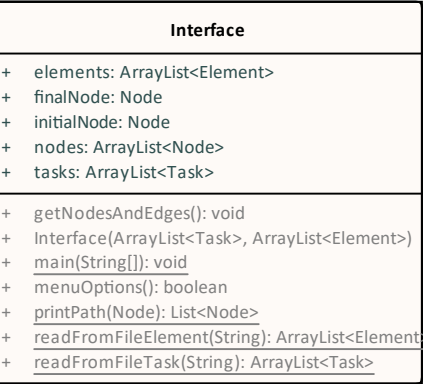 Interface
+ elements: ArrayList<Element>
+ finalNode: Node
+ initialNode: Node
+ nodes: ArrayList<Node>
+ tasks: ArrayList<Task>
+ getNodesAndEdges(): void
+ Interface(ArrayList<Task>, ArrayList<Element>)
+ main(String[]): void
+ menuOptions(): boolean
+ printPath(Node): List<Node>
+ readFromFileElement(String): ArrayList<Element>
+ readFromFileTask(String): ArrayList<Task>